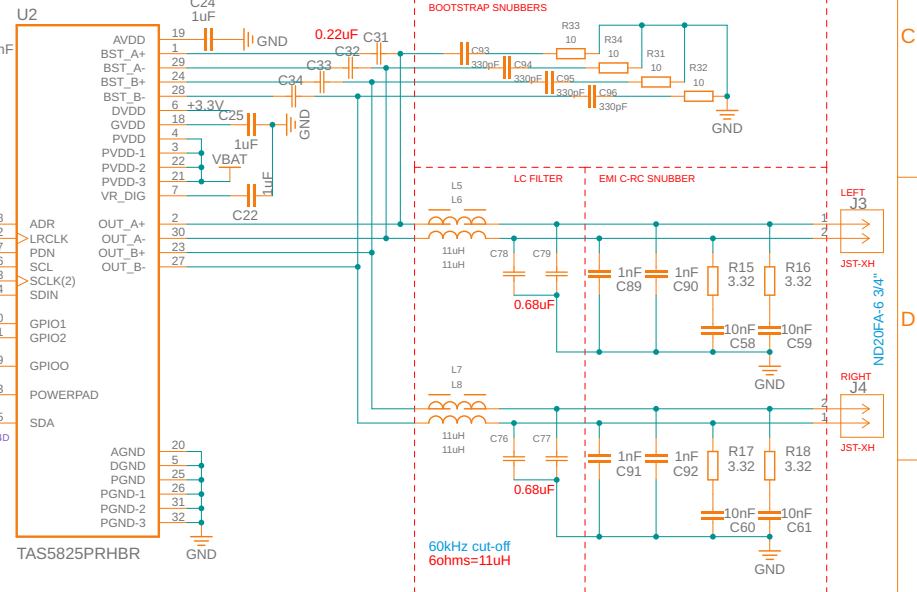 C24
1uF
BOOTSTRAP SNUBBERS
U2
19
AVDD
GND
1
BST_A+
0.22uF
C31
29
BST_A-
C32
24
BST_B+
C33
28
BST_B-
C34
6
DVDD
+3.3V
18
GVDD
C25
1uF
GND
4
PVDD
3
PVDD-1
22
PVDD-2
21
PVDD-3
VBAT
7
VR_DIG
1uF
C22
C93
330pF
C94
330pF
C95
330pF
C96
330pF
R33
10
R34
10
R31
10
R32
10
GND
C
LC FILTER
EMI C-RC SNUBBER
ADR
LRCLK
PDN
SCL
SCLK(2)
SDIN
GPIO1
GPIO2
GPIOO
POWERPAD
SDA
2
OUT_A+
30
OUT_A-
23
OUT_B+
27
OUT_B-
L5
L6
11uH
11uH
C78
C79
0.68uF
1nF
C89
1nF
C90
R15
3.32
R16
3.32
10nF
C58
10nF
C59
GND
LEFT
J3
1
2
JST-XH
ND20FA-6 3/4"
D
L7
L8
11uH
11uH
C76
C77
0.68uF
1nF
C91
1nF
C92
R17
3.32
R18
3.32
10nF
C60
10nF
C61
GND
RIGHT
J4
2
1
JST-XH
20
AGND
5
DGND
25
PGND
26
PGND-1
31
PGND-2
32
PGND-3
GND
TAS5825PRHBR
60kHz cut-off
6ohms=11uH